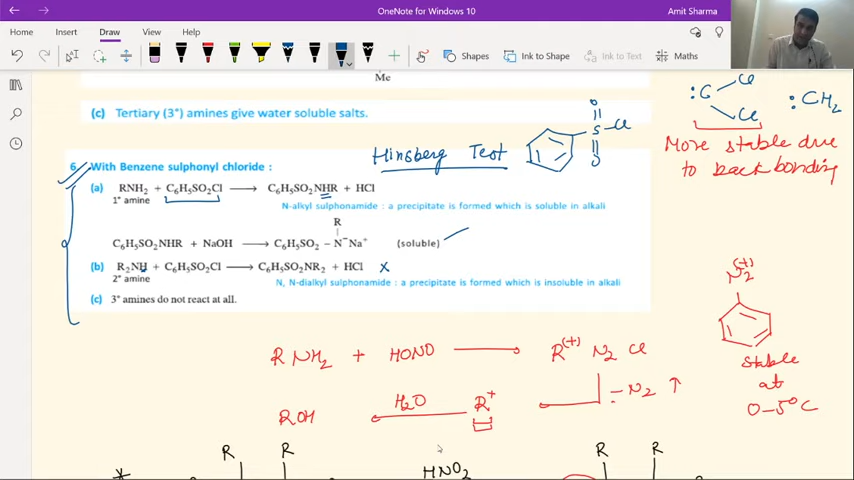 OneNote for Windows 10
Amit Sharma
Home Insert Draw View Help
Shapes Ink to Shape Ink to Text Maths
Me
(c) Tertiary (3°) amines give water soluble salts.
6. With Benzene sulphonyl chloride :
Hinsberg Test
O
S Cl
O
(a) RNH₂ + C₆H₅SO₂Cl ⟶ C₆H₅SO₂NHR + HCl
1° amine
N-alkyl sulphonamide : a precipitate is formed which is soluble in alkali
R
C₆H₅SO₂NHR + NaOH ⟶ C₆H₅SO₂ – N⁻Na⁺ (soluble)
(b) R₂NH + C₆H₅SO₂Cl ⟶ C₆H₅SO₂NR₂ + HCl x
2° amine
N, N-dialkyl sulphonamide : a precipitate is formed which is insoluble in alkali
(c) 3° amines do not react at all.
:C Cl :CH₂
Cl
More stable due
to back bonding
N₂(+)
stable
at
0–5°C
R NH₂ + HONO ⟶ R(+) N₂ Cl
–N₂ ↑
ROH ⟵ H₂O R⁺
R R
HNO₂
R R